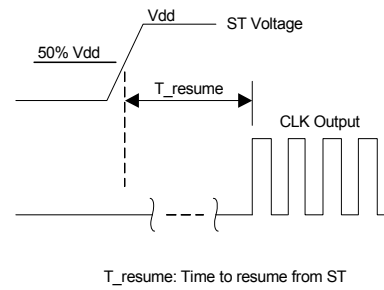 Vdd
ST Voltage
50% Vdd
T_resume
CLK Output
T_resume: Time to resume from ST